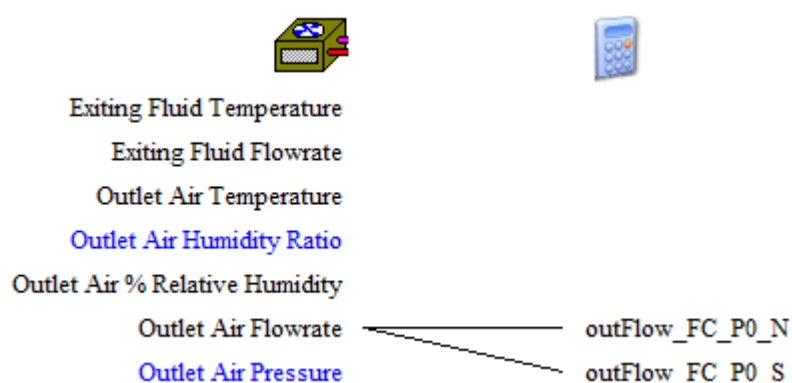 Exiting Fluid Temperature
Exiting Fluid Flowrate
Outlet Air Temperature
Outlet Air Humidity Ratio
Outlet Air % Relative Humidity
Outlet Air Flowrate outFlow_FC_P0_N
Outlet Air Pressure outFlow_FC_P0_S